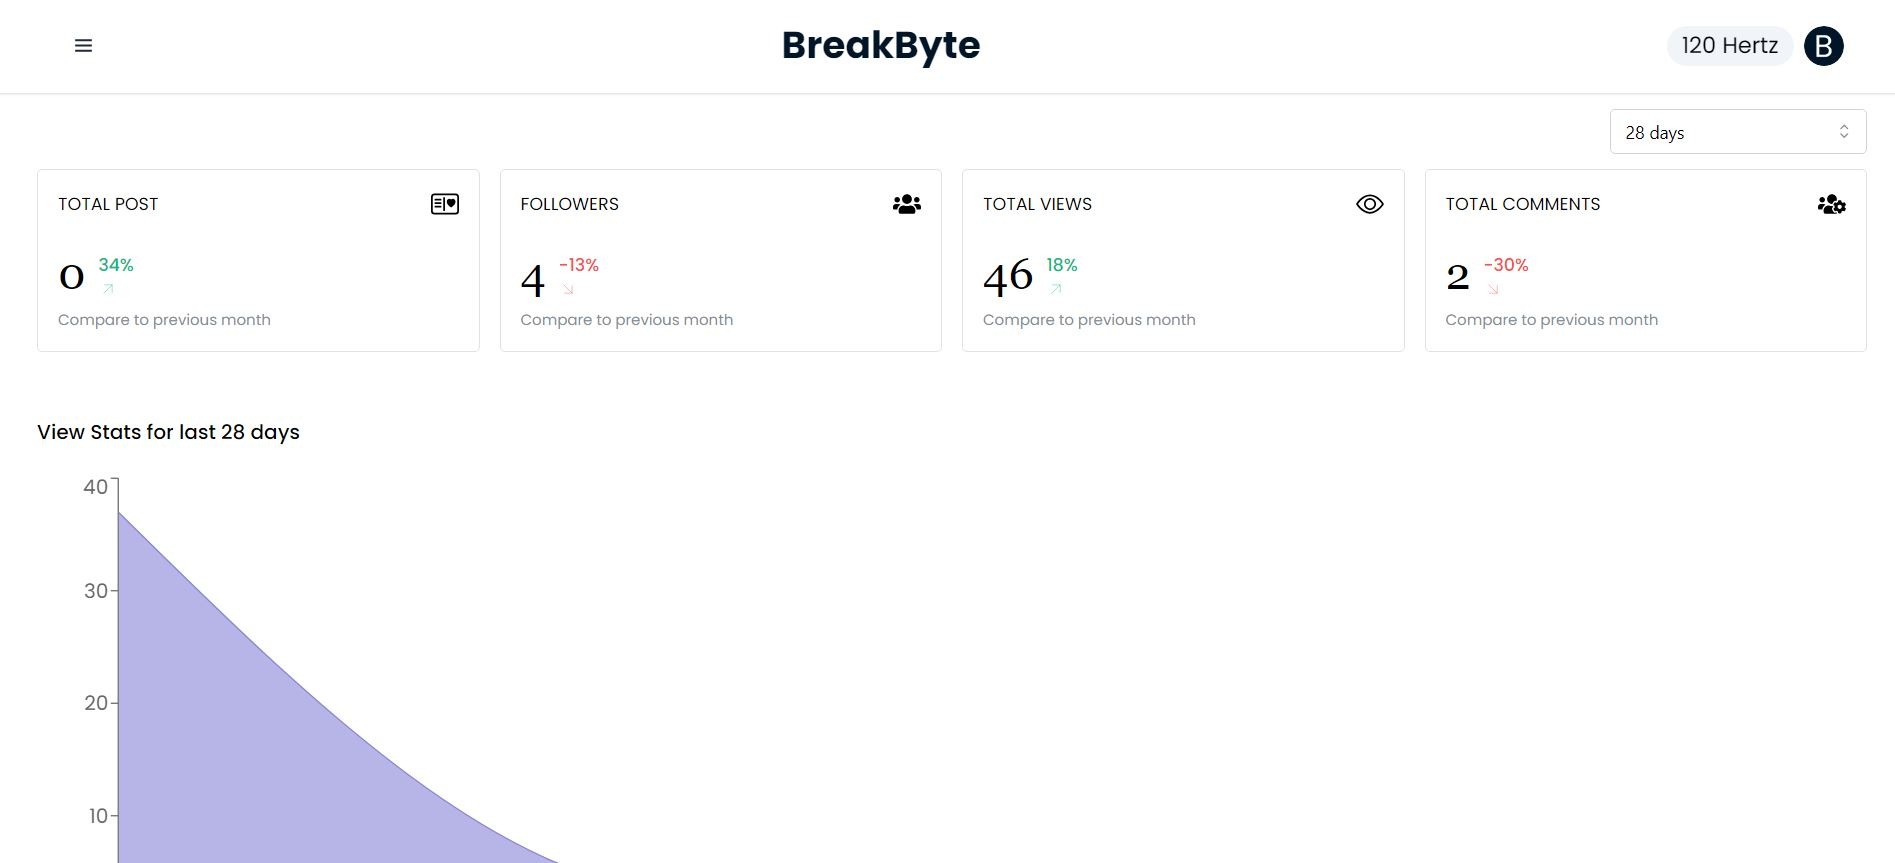 BreakByte
120 Hertz
B
28 days
TOTAL POST
0
34%
Compare to previous month
FOLLOWERS
4
-13%
Compare to previous month
TOTAL VIEWS
46
18%
Compare to previous month
TOTAL COMMENTS
2
-30%
Compare to previous month
View Stats for last 28 days
40
30
20
10